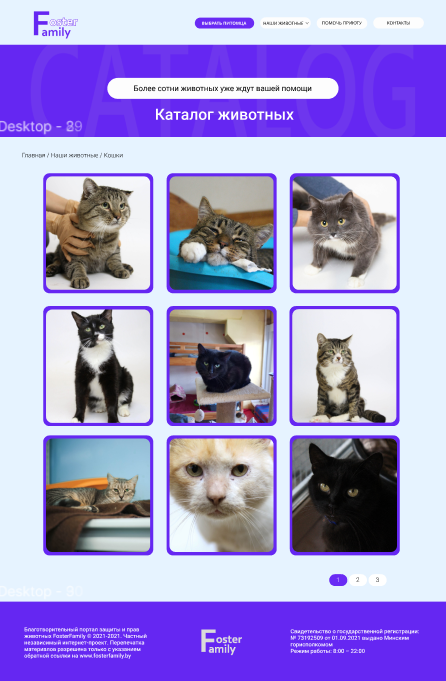 Foster
Family
ВЫБРАТЬ ПИТОМЦА
НАШИ ЖИВОТНЫЕ
ПОМОЧЬ ПРИЮТУ
КОНТАКТЫ
CATALOG
Более сотни животных уже ждут вашей помощи
Каталог животных
Desktop -
Главная / Наши животные / Кошки
1 2 3
Desktop -
Благотворительный портал защиты и прав
животных FosterFamily © 2021-2021. Частный
независимый интернет-проект. Перепечатка
материалов разрешена только с указанием
обратной ссылки на www.fosterfamily.by
Foster
Family
Свидетельство о государственной регистрации:
№ 73192509 от 01.09.2021 выдано Минским
горисполкомом
Режим работы: 8:00 – 22:00